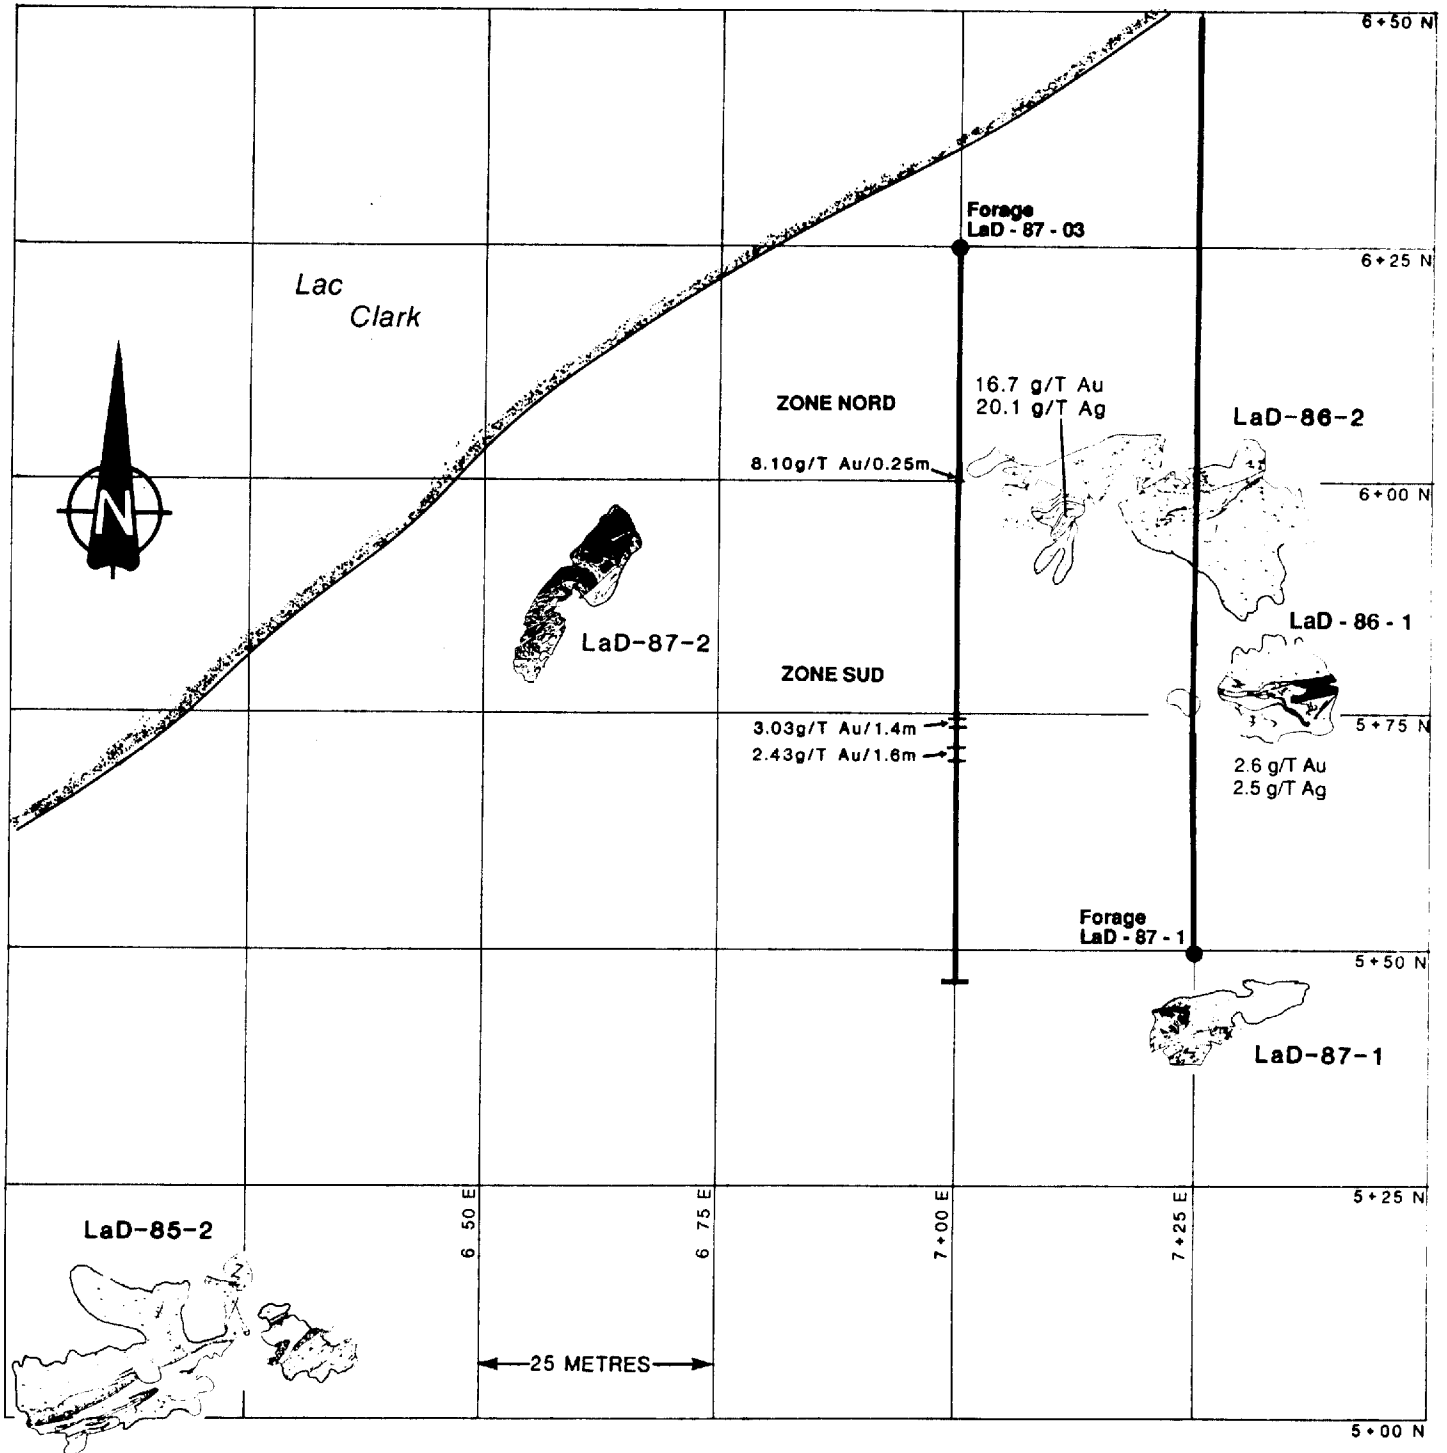 6+50 N
Forage
LaD - 87 - 03
6+25 N
Lac
Clark
16.7 g/T Au
20.1 g/T Ag
ZONE NORD
LaD-86-2
8.10g/T Au/0.25m
6+00 N
N
LaD - 86 - 1
LaD-87-2
ZONE SUD
3.03g/T Au/1.4m
5+75 N
2.43g/T Au/1.6m
2.6 g/T Au
2.5 g/T Ag
Forage
LaD - 87 - 1
5+50 N
LaD-87-1
5+25 N
6 50 E
6 75 E
7+00 E
7+25 E
LaD-85-2
25 METRES
5+00 N